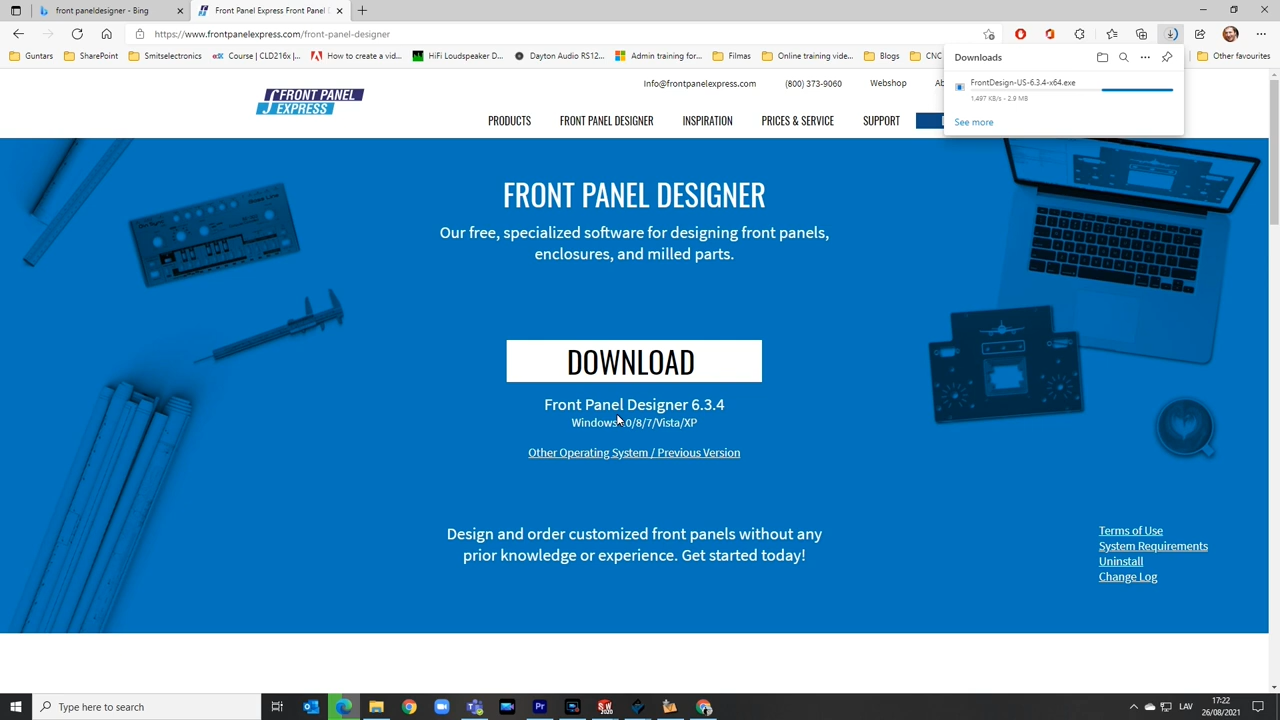 front paneldesigner - Bing
Front Panel Express Front Panel D
https://www.frontpanelexpress.com/front-panel-designer
Guntars
SharePoint
Smitselectronics
Course | CLD216x |...
How to create a vid...
HiFi Loudspeaker D...
Dayton Audio RS12...
Admin training for...
Filmas
Online training vide...
Blogs
CNC
Other favourites
Downloads
FrontDesign-US-6.3.4-x64.exe
1.497 KB/s - 2.9 MB
See more
FRONT PANEL
EXPRESS
Info@frontpanelexpress.com
(800) 373-9060
Webshop
PRODUCTS
FRONT PANEL DESIGNER
INSPIRATION
PRICES & SERVICE
SUPPORT
FRONT PANEL DESIGNER
Our free, specialized software for designing front panels,
enclosures, and milled parts.
DOWNLOAD
Front Panel Designer 6.3.4
Windows 10/8/7/Vista/XP
Other Operating System / Previous Version
Design and order customized front panels without any
prior knowledge or experience. Get started today!
Terms of Use
System Requirements
Uninstall
Change Log
Type here to search
LAV
17:22
26/08/2021